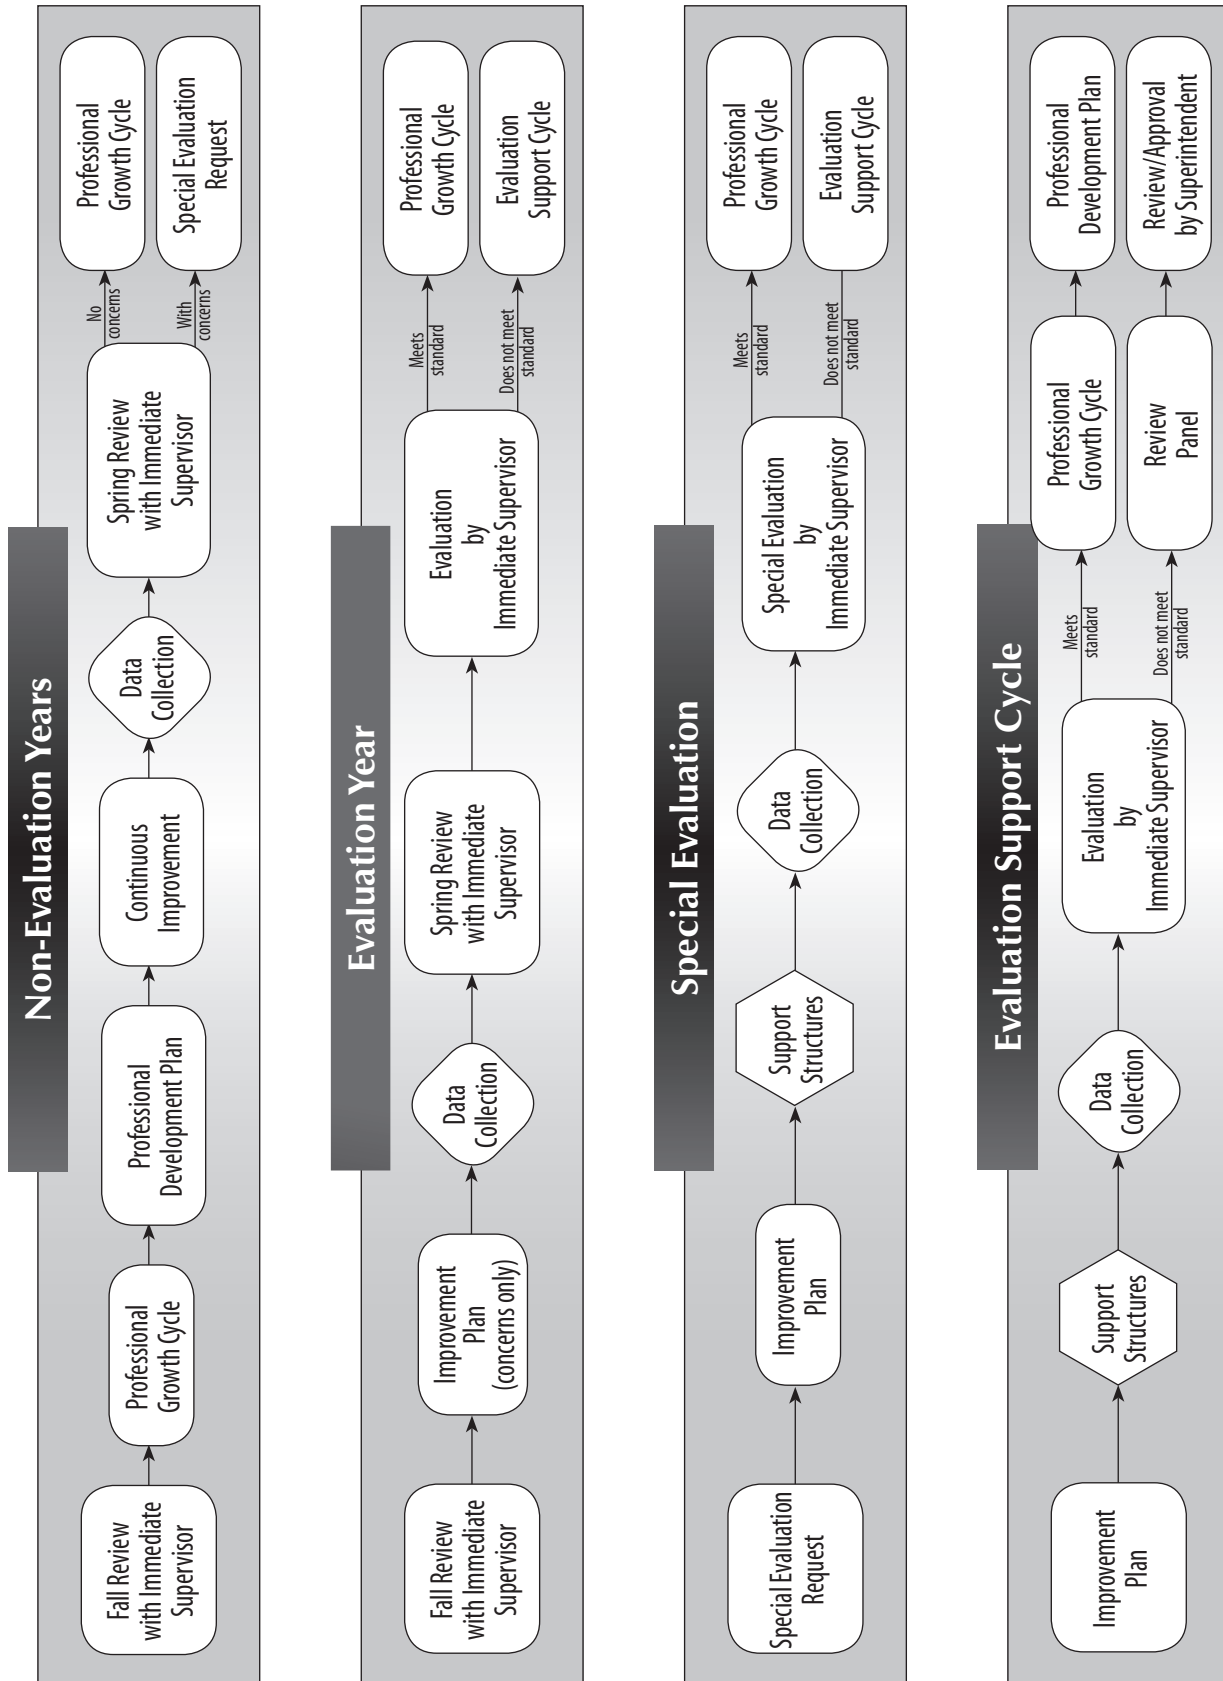 Non-Evaluation Years
Fall Review
with Immediate
Supervisor
Professional
Growth Cycle
Professional
Development Plan
Continuous
Improvement
Data
Collection
Spring Review
with Immediate
Supervisor
No
concerns
Professional
Growth Cycle
With
concerns
Special Evaluation
Request
Evaluation Year
Fall Review
with Immediate
Supervisor
Improvement
Plan
(concerns only)
Data
Collection
Spring Review
with Immediate
Supervisor
Evaluation
by
Immediate Supervisor
Meets
standard
Professional
Growth Cycle
Does not meet
standard
Evaluation
Support Cycle
Special Evaluation
Special Evaluation
Request
Improvement
Plan
Support
Structures
Data
Collection
Special Evaluation
by
Immediate Supervisor
Meets
standard
Professional
Growth Cycle
Does not meet
standard
Evaluation
Support Cycle
Evaluation Support Cycle
Improvement
Plan
Support
Structures
Data
Collection
Evaluation
by
Immediate Supervisor
Meets
standard
Professional
Growth Cycle
Professional
Development Plan
Does not meet
standard
Review
Panel
Review/Approval
by Superintendent